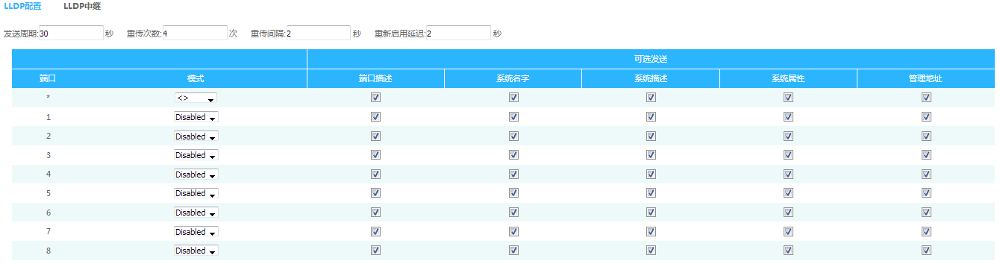 LLDP配置 LLDP中继
发送周期:30 秒 重传次数:4 次 重传间隔:2 秒 重新启用延迟:2 秒
可选发送
端口 模式 端口描述 系统名字 系统描述 系统属性 管理地址
* <>
1 Disabled
2 Disabled
3 Disabled
4 Disabled
5 Disabled
6 Disabled
7 Disabled
8 Disabled